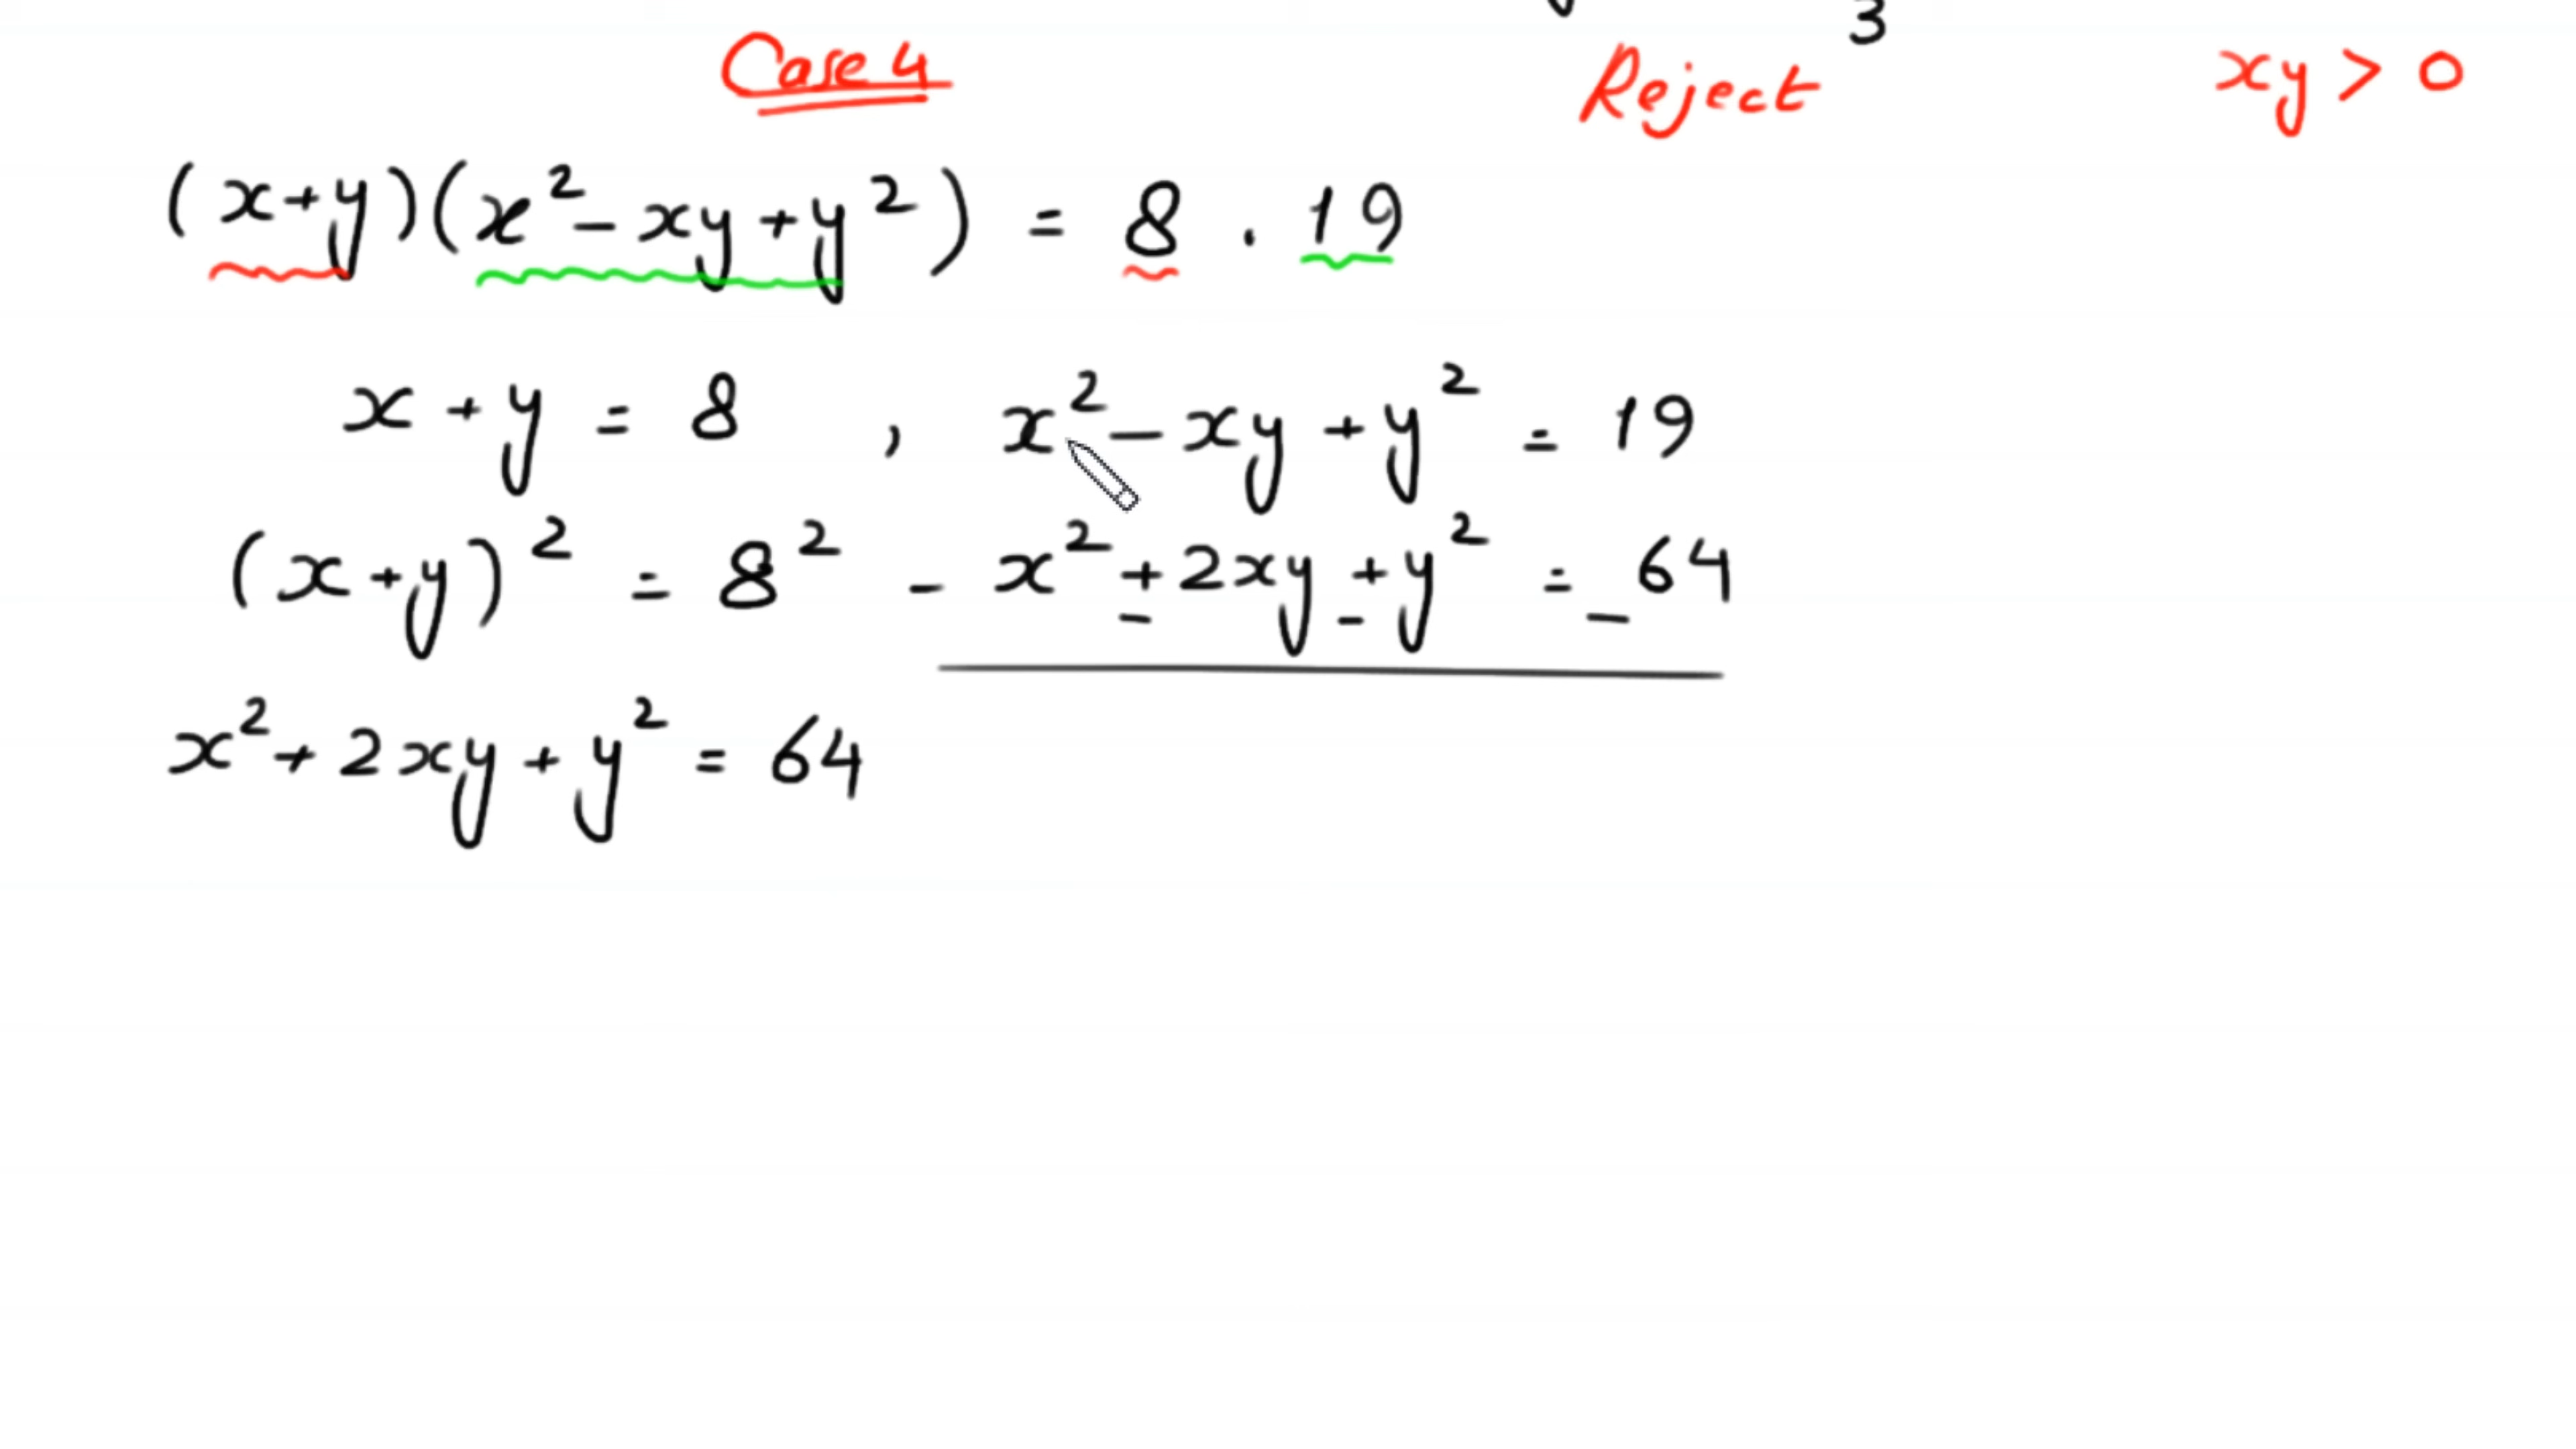 3
Case 4
Reject
xy > 0
(x+y)(x² – xy + y²) = 8 . 19
x + y = 8 , x² – xy + y² = 19
(x+y)² = 8² - x² + 2xy + y² = 64
- - –
x² + 2xy + y² = 64